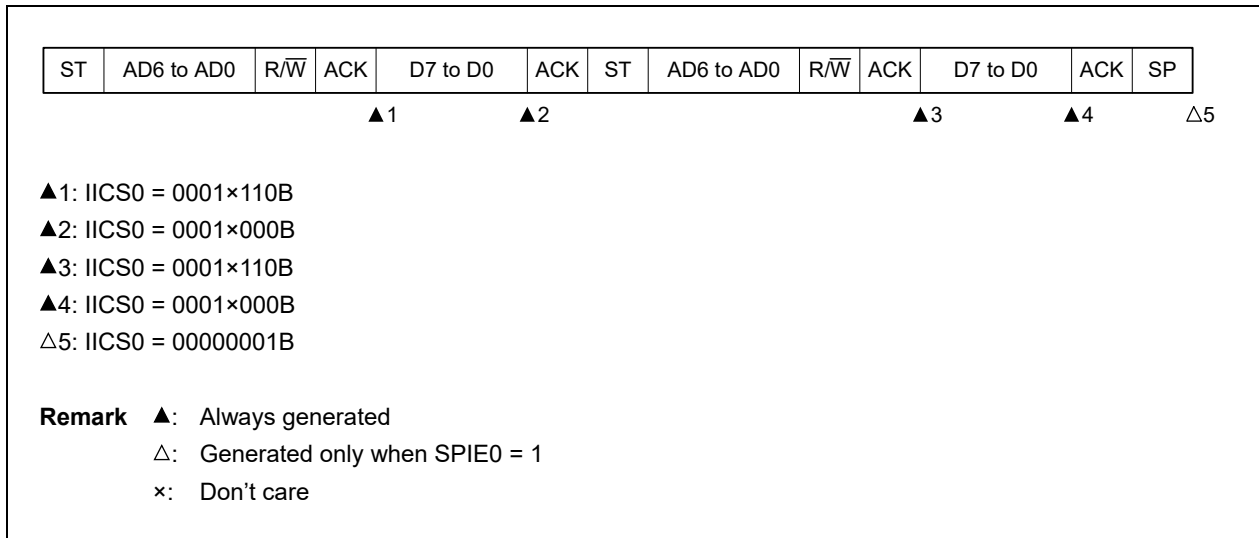 ST AD6 to AD0 R/W̅ ACK D7 to D0 ACK ST AD6 to AD0 R/W̅ ACK D7 to D0 ACK SP
▲1 ▲2 ▲3 ▲4 △5
▲1: IICS0 = 0001×110B
▲2: IICS0 = 0001×000B
▲3: IICS0 = 0001×110B
▲4: IICS0 = 0001×000B
△5: IICS0 = 00000001B
Remark ▲: Always generated
△: Generated only when SPIE0 = 1
×: Don’t care